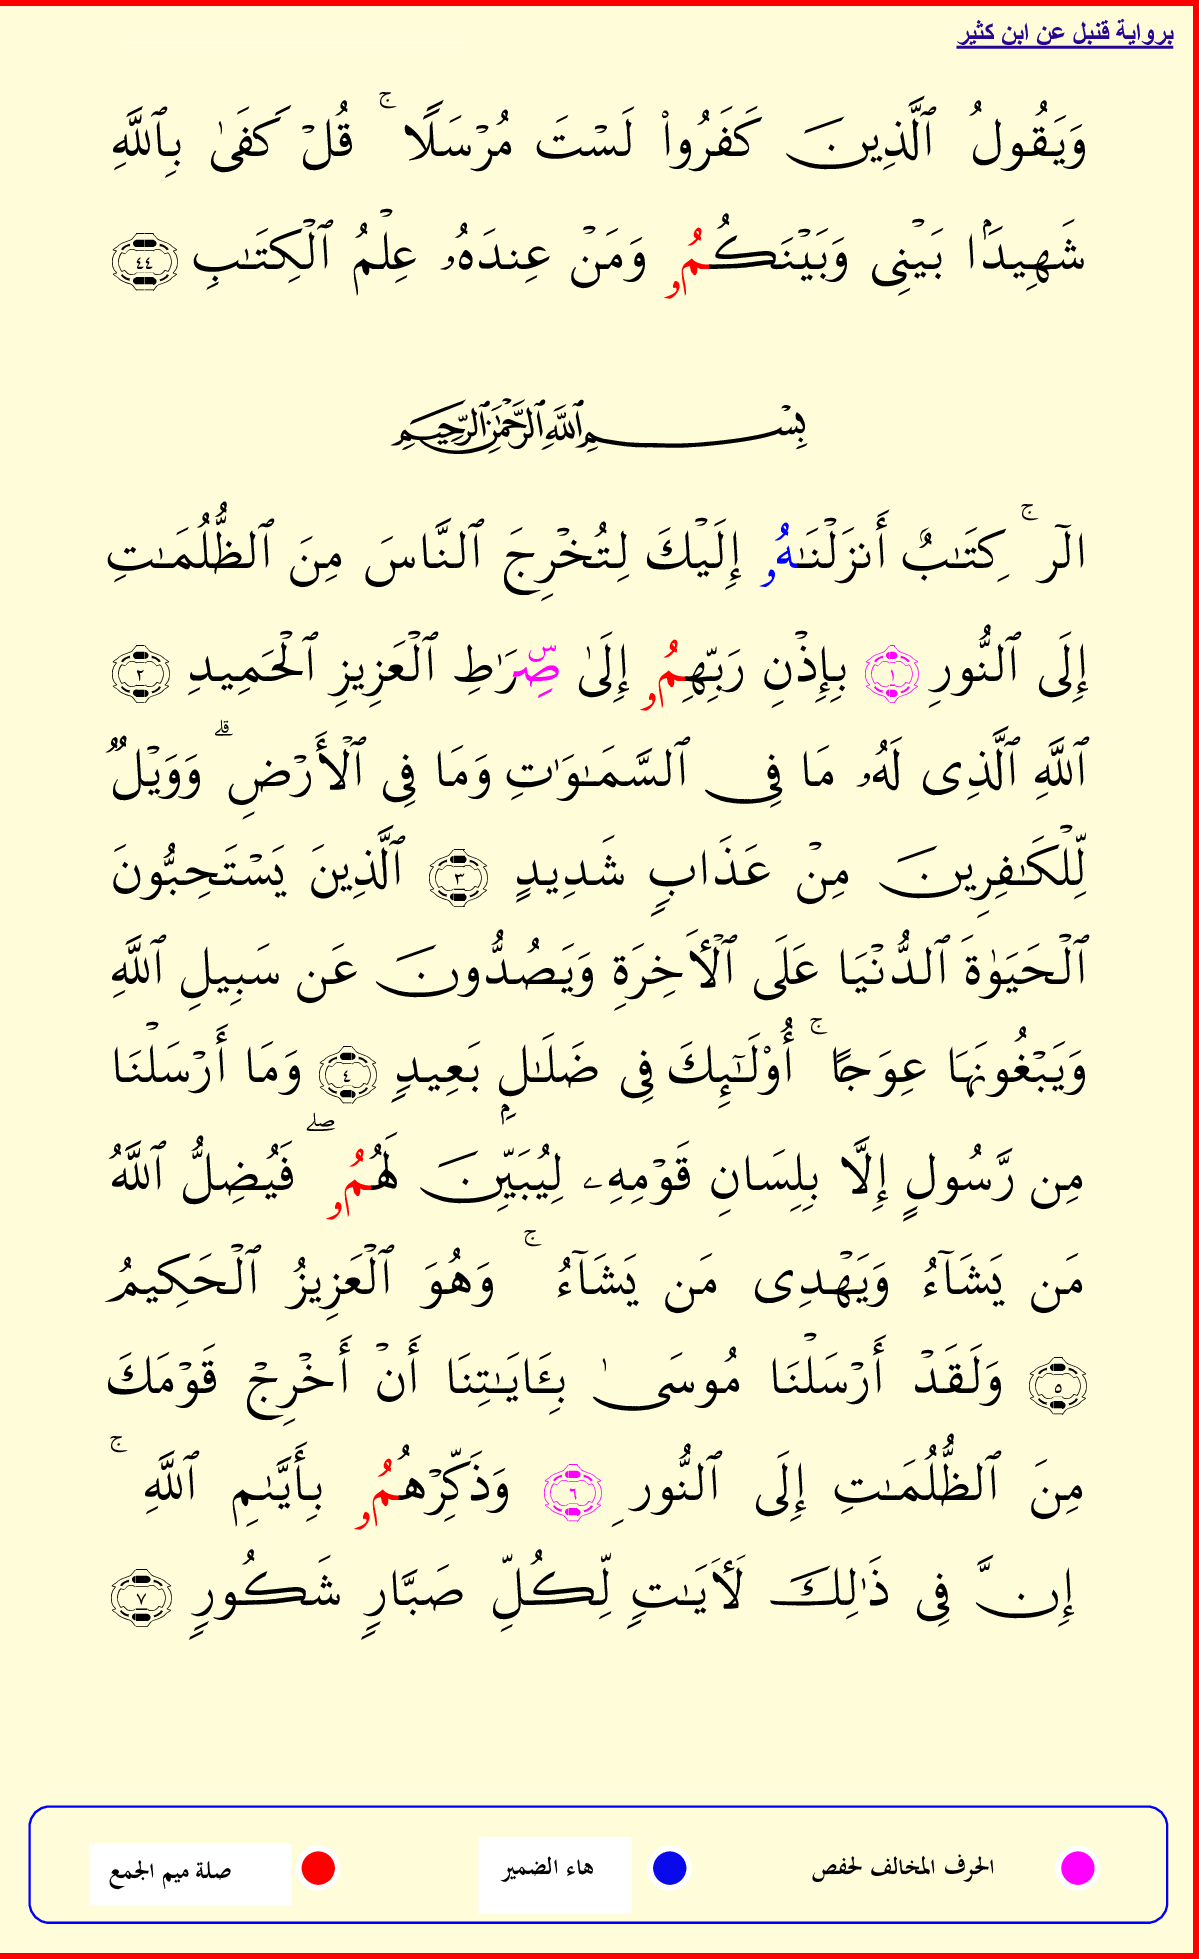 برواية قنبل عن ابن كثير
وَيَقُولُ ٱلَّذِينَ كَفَرُوا۟ لَسْتَ مُرْسَلًا ۚ قُلْ كَفَىٰ بِٱللَّهِ
شَهِيدَۢا بَيْنِى وَبَيْنَكُمُۥ وَمَنْ عِندَهُۥ عِلْمُ ٱلْكِتَـٰبِ ٤٤
بِسْمِ ٱللَّهِ ٱلرَّحْمَـٰنِ ٱلرَّحِيمِ
الٓر ۚ كِتَـٰبٌ أَنزَلْنَـٰهُۥ إِلَيْكَ لِتُخْرِجَ ٱلنَّاسَ مِنَ ٱلظُّلُمَـٰتِ
إِلَى ٱلنُّورِ ١ بِإِذْنِ رَبِّهِمُۥ إِلَىٰ صِۜرَٰطِ ٱلْعَزِيزِ ٱلْحَمِيدِ ٢
ٱللَّهِ ٱلَّذِى لَهُۥ مَا فِى ٱلسَّمَـٰوَٰتِ وَمَا فِى ٱلْأَرْضِ ۗ وَوَيْلٌ
لِّلْكَـٰفِرِينَ مِنْ عَذَابٍ شَدِيدٍ ٣ ٱلَّذِينَ يَسْتَحِبُّونَ
ٱلْحَيَوٰةَ ٱلدُّنْيَا عَلَى ٱلْأَخِرَةِ وَيَصُدُّونَ عَن سَبِيلِ ٱللَّهِ
وَيَبْغُونَهَا عِوَجًا ۚ أُو۟لَـٰٓئِكَ فِى ضَلَـٰلِۭ بَعِيدٍ ٤ وَمَا أَرْسَلْنَا
مِن رَّسُولٍ إِلَّا بِلِسَانِ قَوْمِهِۦ لِيُبَيِّنَ لَهُمُۥ ۖ فَيُضِلُّ ٱللَّهُ
مَن يَشَآءُ وَيَهْدِى مَن يَشَآءُ ۚ وَهُوَ ٱلْعَزِيزُ ٱلْحَكِيمُ
٥ وَلَقَدْ أَرْسَلْنَا مُوسَىٰ بِـَٔايَـٰتِنَا أَنْ أَخْرِجْ قَوْمَكَ
مِنَ ٱلظُّلُمَـٰتِ إِلَى ٱلنُّورِ ٦ وَذَكِّرْهُمُۥ بِأَيَّىٰمِ ٱللَّهِ ۚ
إِنَّ فِى ذَٰلِكَ لَأَيَـٰتٍ لِّكُلِّ صَبَّارٍ شَكُورٍ ٧
الحرف المخالف لحفص هاء الضمير صلة ميم الجمع